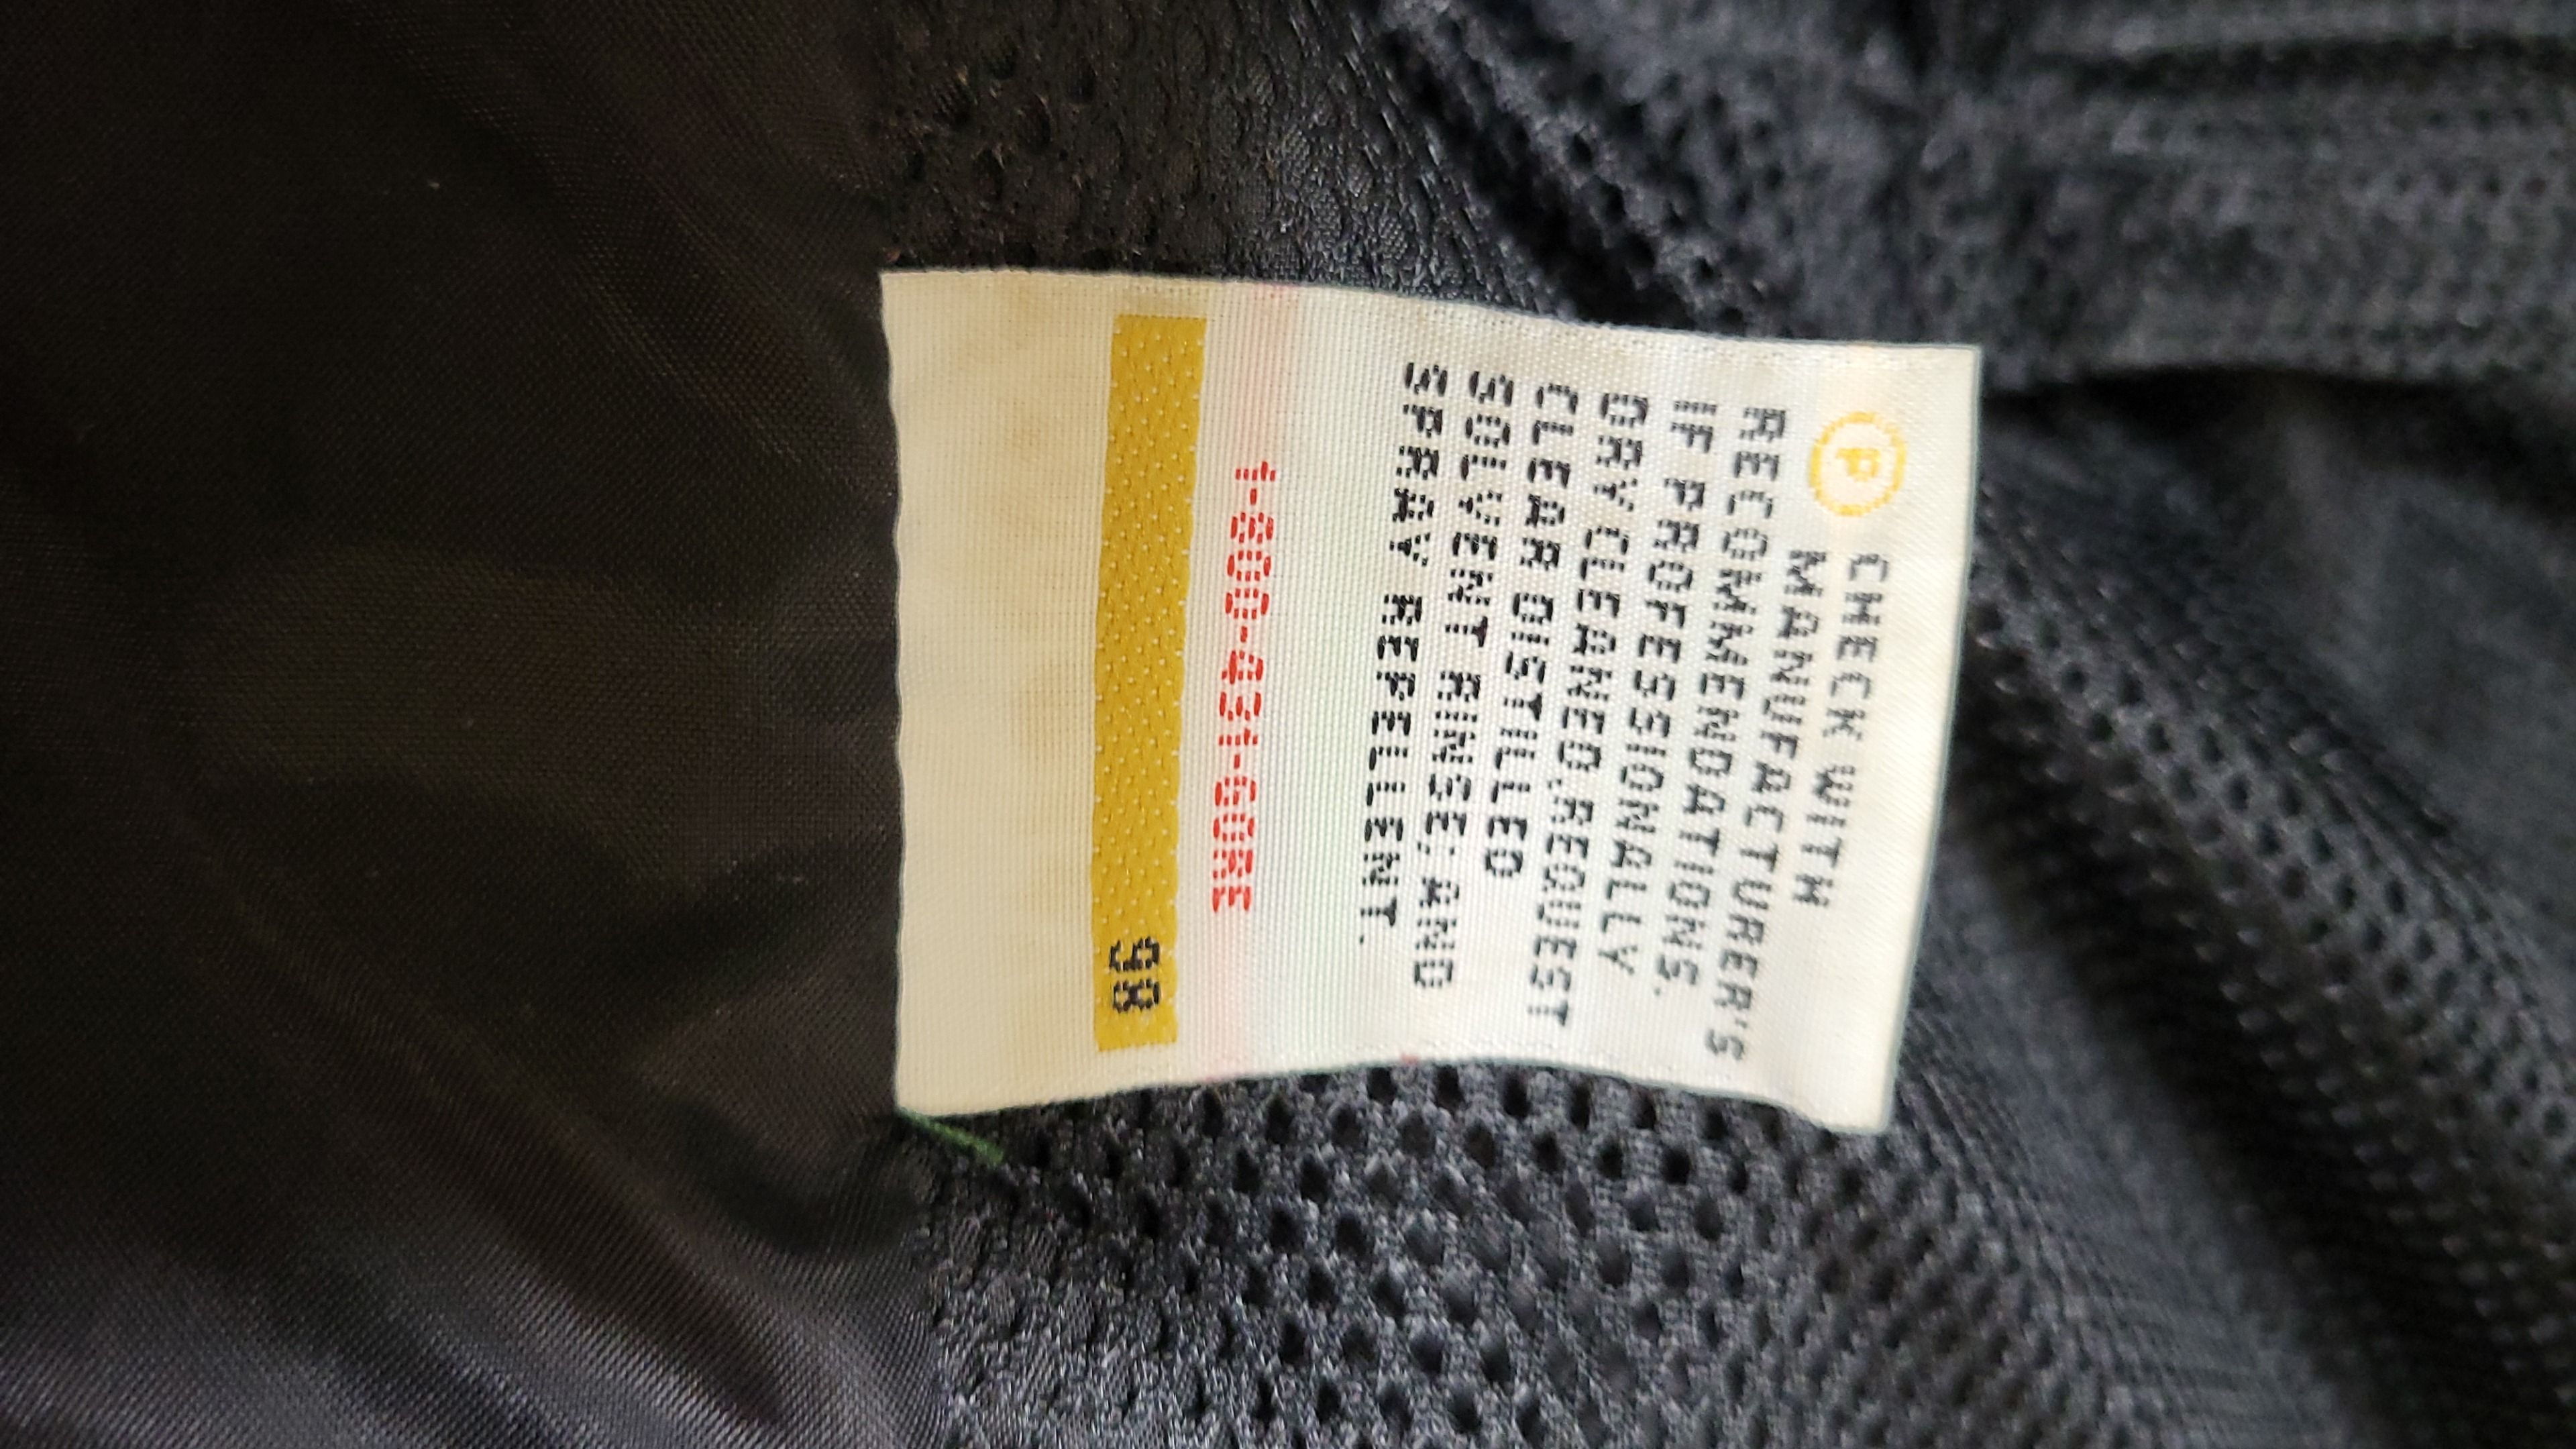 P CHECK WITH
MANUFACTURER'S
RECOMMENDATIONS.
IF PROFESSIONALLY
DRY CLEANED,REQUEST
CLEAR DISTILLED
SOLVENT RINSE; AND
SPRAY REPELLENT.
1-800-431-GORE
98